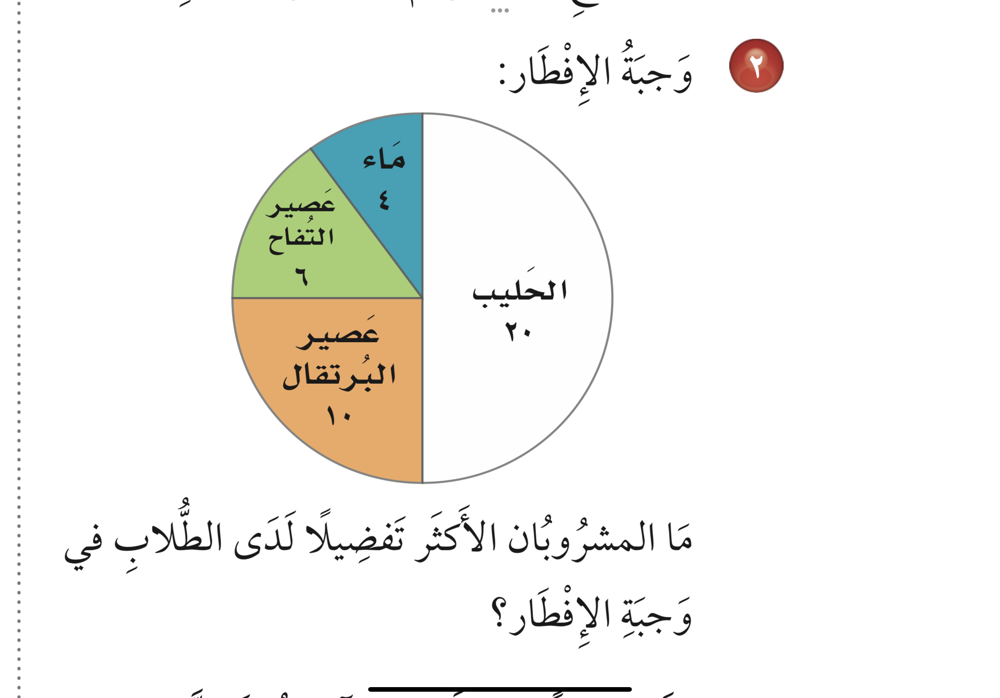 ٢ وَجبَةُ الإِفْطَار:
مَاء
٤
عَصير
التُفاح
٦
الحَليب
٢٠
عَصير
البُرتقال
١٠
مَا المشرُوبُان الأَكثَر تَفضِيلًا لَدَى الطُّلابِ في
وَجبَةِ الإِفْطَار؟